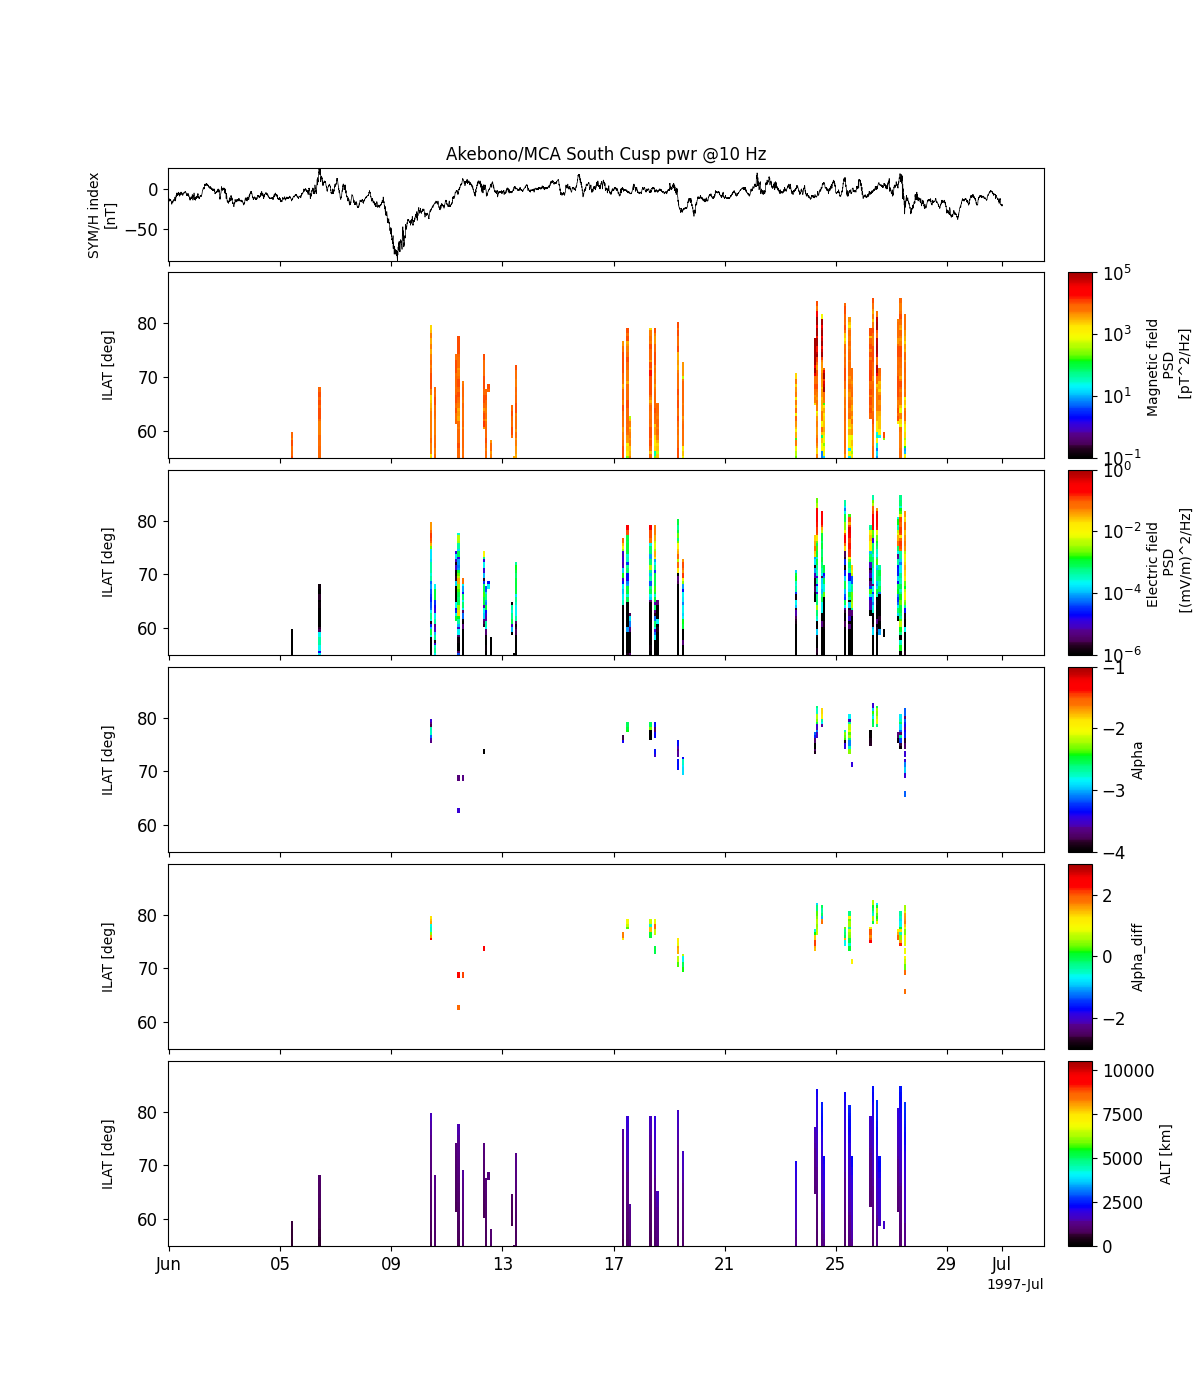 Akebono/MCA South Cusp pwr @10 Hz
SYM/H index
[nT]
0
−50
ILAT [deg]
80
70
60
10^5
10^3
10^1
10^−1
Magnetic field
PSD
[pT^2/Hz]
ILAT [deg]
80
70
60
10^0
10^−2
10^−4
10^−6
Electric field
PSD
[(mV/m)^2/Hz]
ILAT [deg]
80
70
60
−1
−2
−3
−4
Alpha
ILAT [deg]
80
70
60
2
0
−2
Alpha_diff
ILAT [deg]
80
70
60
10000
7500
5000
2500
0
ALT [km]
Jun 05 09 13 17 21 25 29 Jul
1997-Jul